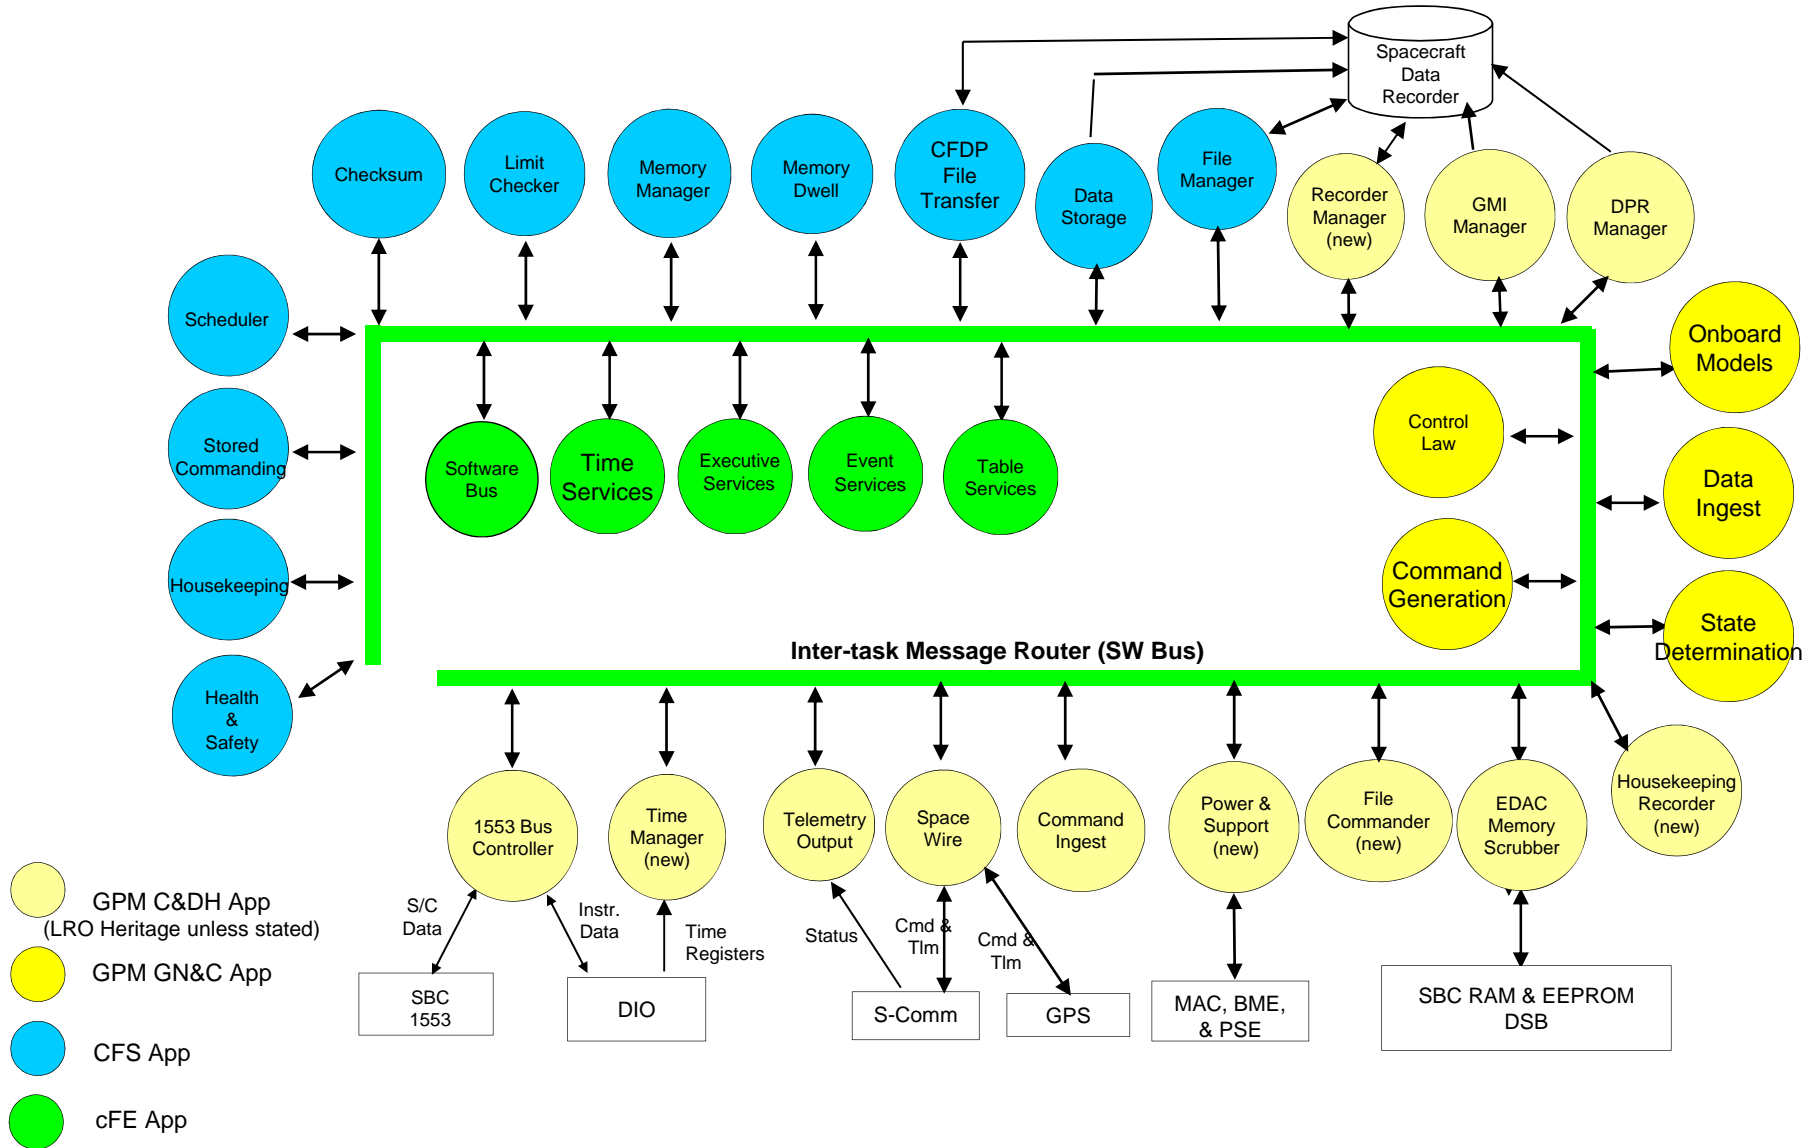 Spacecraft
Data
Recorder
Checksum
Limit
Checker
Memory
Manager
Memory
Dwell
CFDP
File
Transfer
Data
Storage
File
Manager
Recorder
Manager
(new)
GMI
Manager
DPR
Manager
Scheduler
Stored
Commanding
Housekeeping
Health
&
Safety
Software
Bus
Time
Services
Executive
Services
Event
Services
Table
Services
Control
Law
Command
Generation
Onboard
Models
Data
Ingest
State
Determination
Inter-task Message Router (SW Bus)
1553 Bus
Controller
Time
Manager
(new)
Telemetry
Output
Space
Wire
Command
Ingest
Power &
Support
(new)
File
Commander
(new)
EDAC
Memory
Scrubber
Housekeeping
Recorder
(new)
S/C
Data
Instr.
Data
Time
Registers
Status
Cmd &
Tlm
Cmd &
Tlm
SBC
1553
DIO
S-Comm
GPS
MAC, BME,
& PSE
SBC RAM & EEPROM
DSB
GPM C&DH App
(LRO Heritage unless stated)
GPM GN&C App
CFS App
cFE App